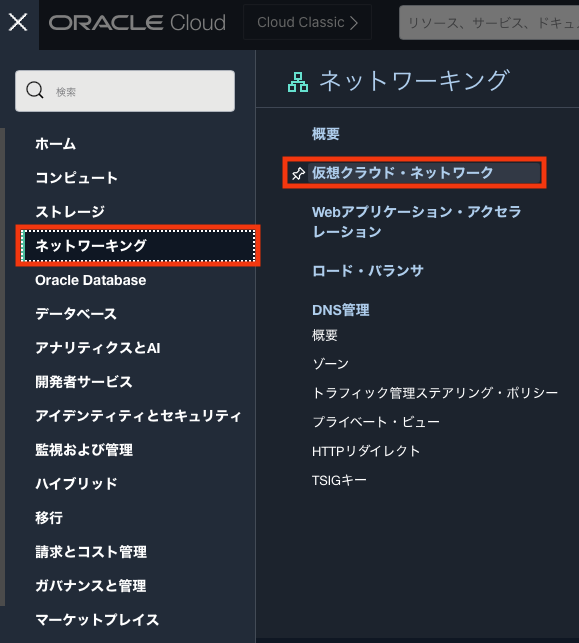 ORACLE Cloud
Cloud Classic
リソース、サービス、ドキュ
検索
ホーム
コンピュート
ストレージ
ネットワーキング
Oracle Database
データベース
アナリティクスとAI
開発者サービス
アイデンティティとセキュリティ
監視および管理
ハイブリッド
移行
請求とコスト管理
ガバナンスと管理
マーケットプレイス
ネットワーキング
概要
仮想クラウド・ネットワーク
Webアプリケーション・アクセラ
レーション
ロード・バランサ
DNS管理
概要
ゾーン
トラフィック管理ステアリング・ポリシー
プライベート・ビュー
HTTPリダイレクト
TSIGキー